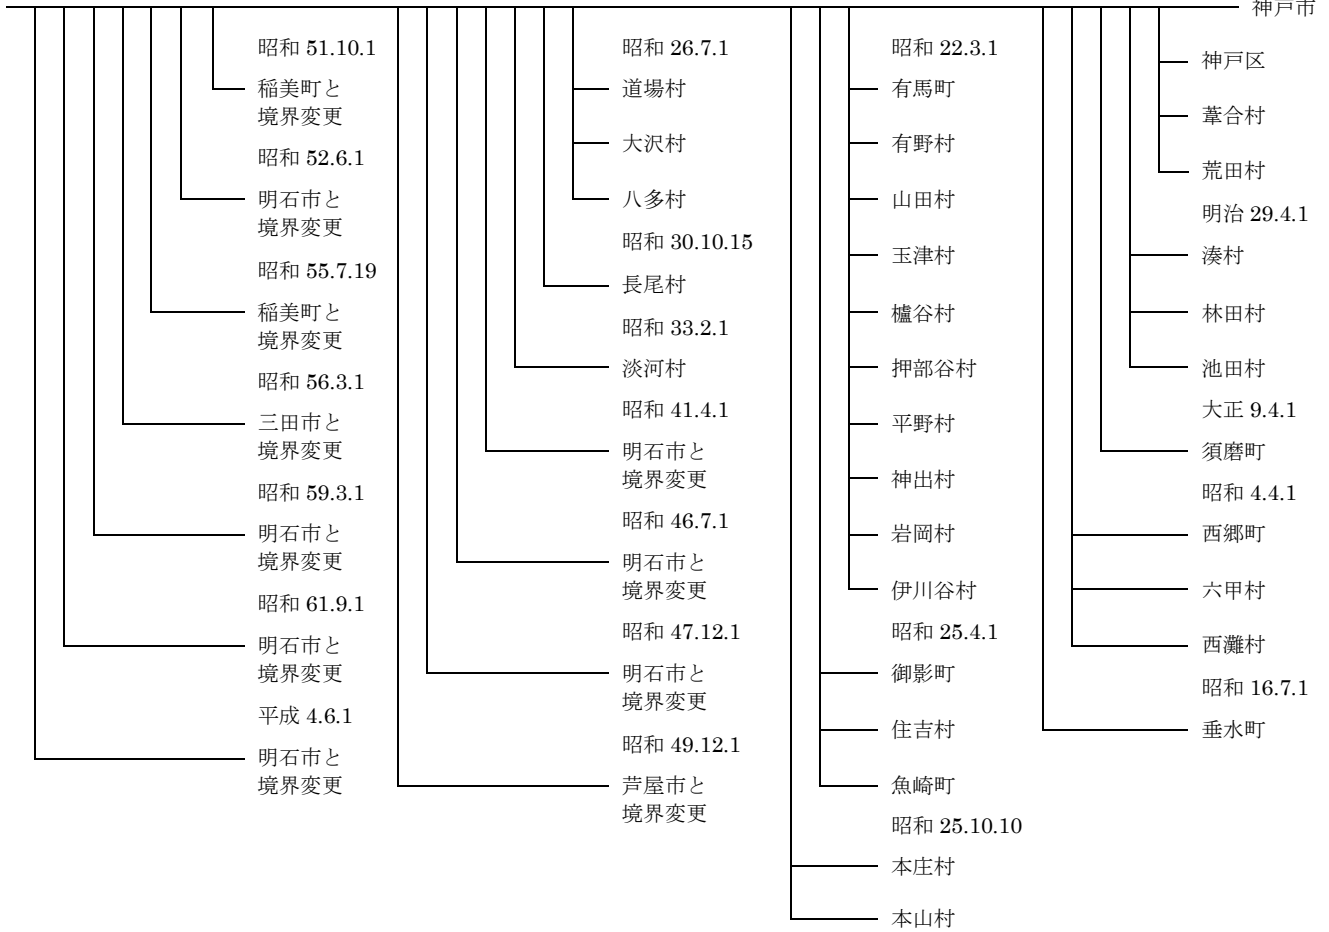 神戸市
神戸区
葺合村
荒田村
明治 29.4.1
湊村
林田村
池田村
大正 9.4.1
須磨町
昭和 4.4.1
西郷町
六甲村
西灘村
昭和 16.7.1
垂水町
昭和 22.3.1
有馬町
有野村
山田村
玉津村
櫨谷村
押部谷村
平野村
神出村
岩岡村
伊川谷村
昭和 25.4.1
御影町
住吉村
魚崎町
昭和 25.10.10
本庄村
本山村
昭和 26.7.1
道場村
大沢村
八多村
昭和 30.10.15
長尾村
昭和 33.2.1
淡河村
昭和 41.4.1
明石市と
境界変更
昭和 46.7.1
明石市と
境界変更
昭和 47.12.1
明石市と
境界変更
昭和 49.12.1
芦屋市と
境界変更
昭和 51.10.1
稲美町と
境界変更
昭和 52.6.1
明石市と
境界変更
昭和 55.7.19
稲美町と
境界変更
昭和 56.3.1
三田市と
境界変更
昭和 59.3.1
明石市と
境界変更
昭和 61.9.1
明石市と
境界変更
平成 4.6.1
明石市と
境界変更